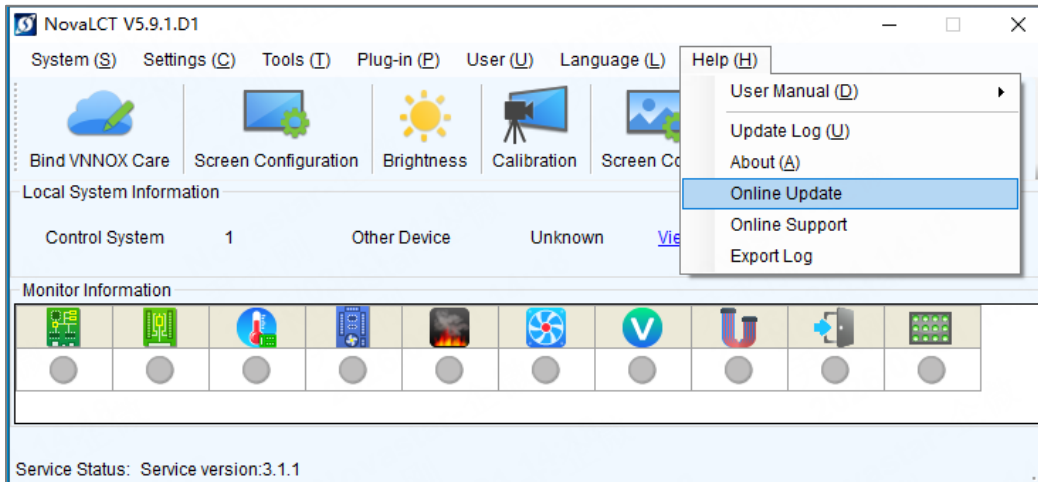 NovaLCT V5.9.1.D1
System (S) Settings (C) Tools (T) Plug-in (P) User (U) Language (L) Help (H)
User Manual (D)
Update Log (U)
About (A)
Online Update
Online Support
Export Log
Bind VNNOX Care Screen Configuration Brightness Calibration Screen Co
Local System Information
Control System 1 Other Device Unknown Vie
Monitor Information
V
Service Status: Service version:3.1.1